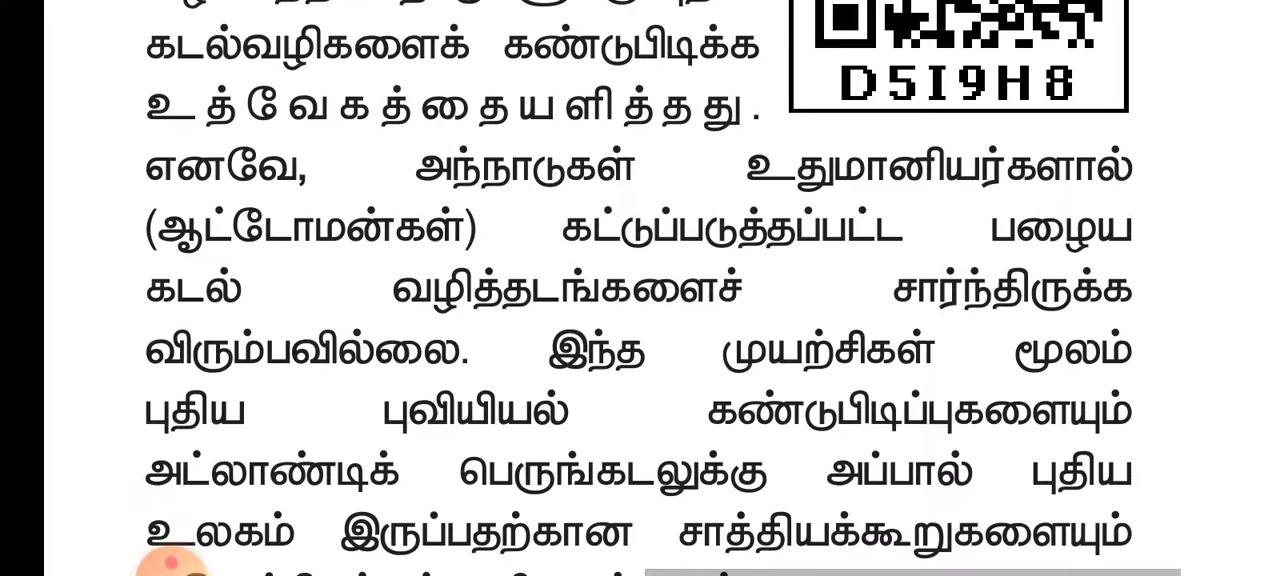 கடல்வழிகளைக் கண்டுபிடிக்க
D5I9H8
உத்வேகத்தையளித்தது.
எனவே, அந்நாடுகள் உதுமானியர்களால்
(ஆட்டோமன்கள்) கட்டுப்படுத்தப்பட்ட பழைய
கடல் வழித்தடங்களைச் சார்ந்திருக்க
விரும்பவில்லை. இந்த முயற்சிகள் மூலம்
புதிய புவியியல் கண்டுபிடிப்புகளையும்
அட்லாண்டிக் பெருங்கடலுக்கு அப்பால் புதிய
உலகம் இருப்பதற்கான சாத்தியக்கூறுகளையும்